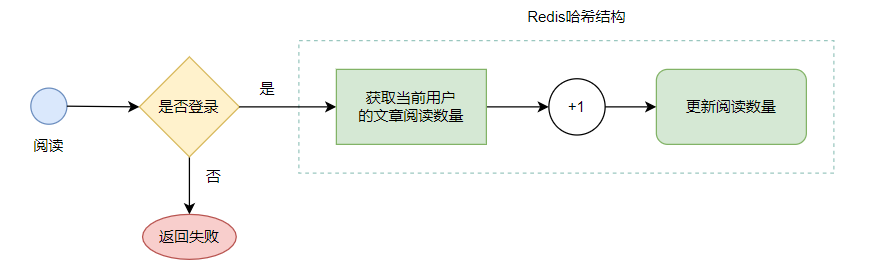 Redis哈希结构
阅读
是否登录
是
获取当前用户
的文章阅读数量
+1
更新阅读数量
否
返回失败